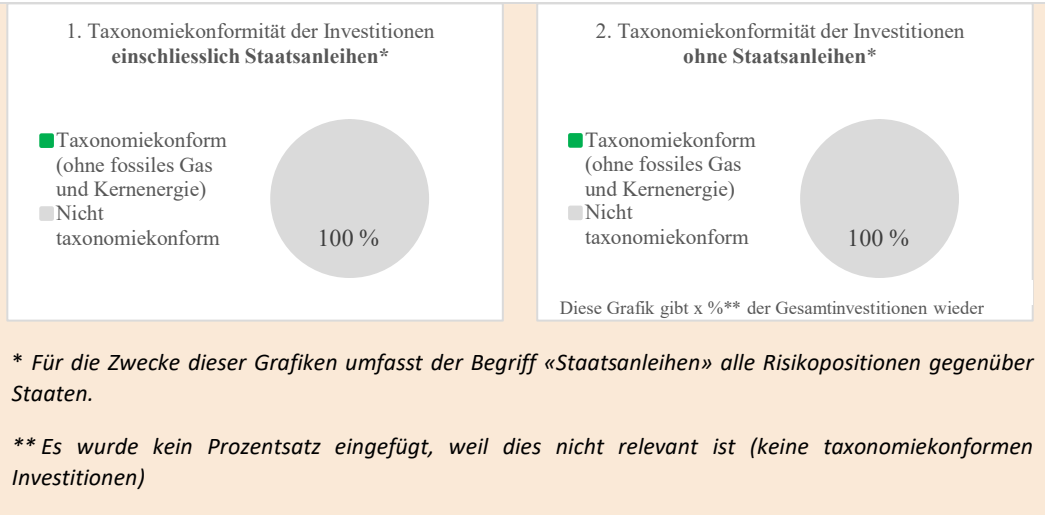 1. Taxonomiekonformität der Investitionen
einschliesslich Staatsanleihen*
Taxonomiekonform
(ohne fossiles Gas
und Kernenergie)
Nicht
taxonomiekonform
100 %
2. Taxonomiekonformität der Investitionen
ohne Staatsanleihen*
Taxonomiekonform
(ohne fossiles Gas
und Kernenergie)
Nicht
taxonomiekonform
100 %
Diese Grafik gibt x %** der Gesamtinvestitionen wieder
* Für die Zwecke dieser Grafiken umfasst der Begriff «Staatsanleihen» alle Risikopositionen gegenüber
Staaten.
** Es wurde kein Prozentsatz eingefügt, weil dies nicht relevant ist (keine taxonomiekonformen
Investitionen)